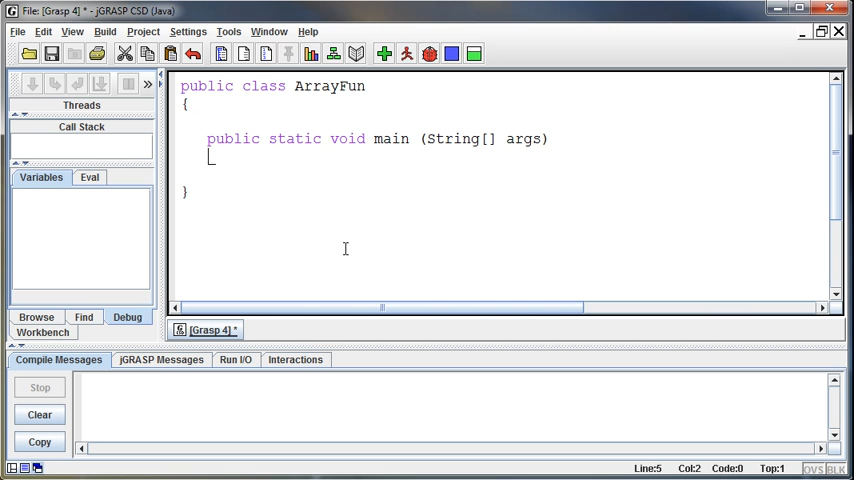 File: [Grasp 4] * - jGRASP CSD (Java)
File Edit View Build Project Settings Tools Window Help
Threads
Call Stack
Variables Eval
Browse Find Debug
Workbench
public class ArrayFun
{
public static void main (String[] args)
}
[Grasp 4] *
Compile Messages jGRASP Messages Run I/O Interactions
Stop
Clear
Copy
Line:5 Col:2 Code:0 Top:1 OVS BLK